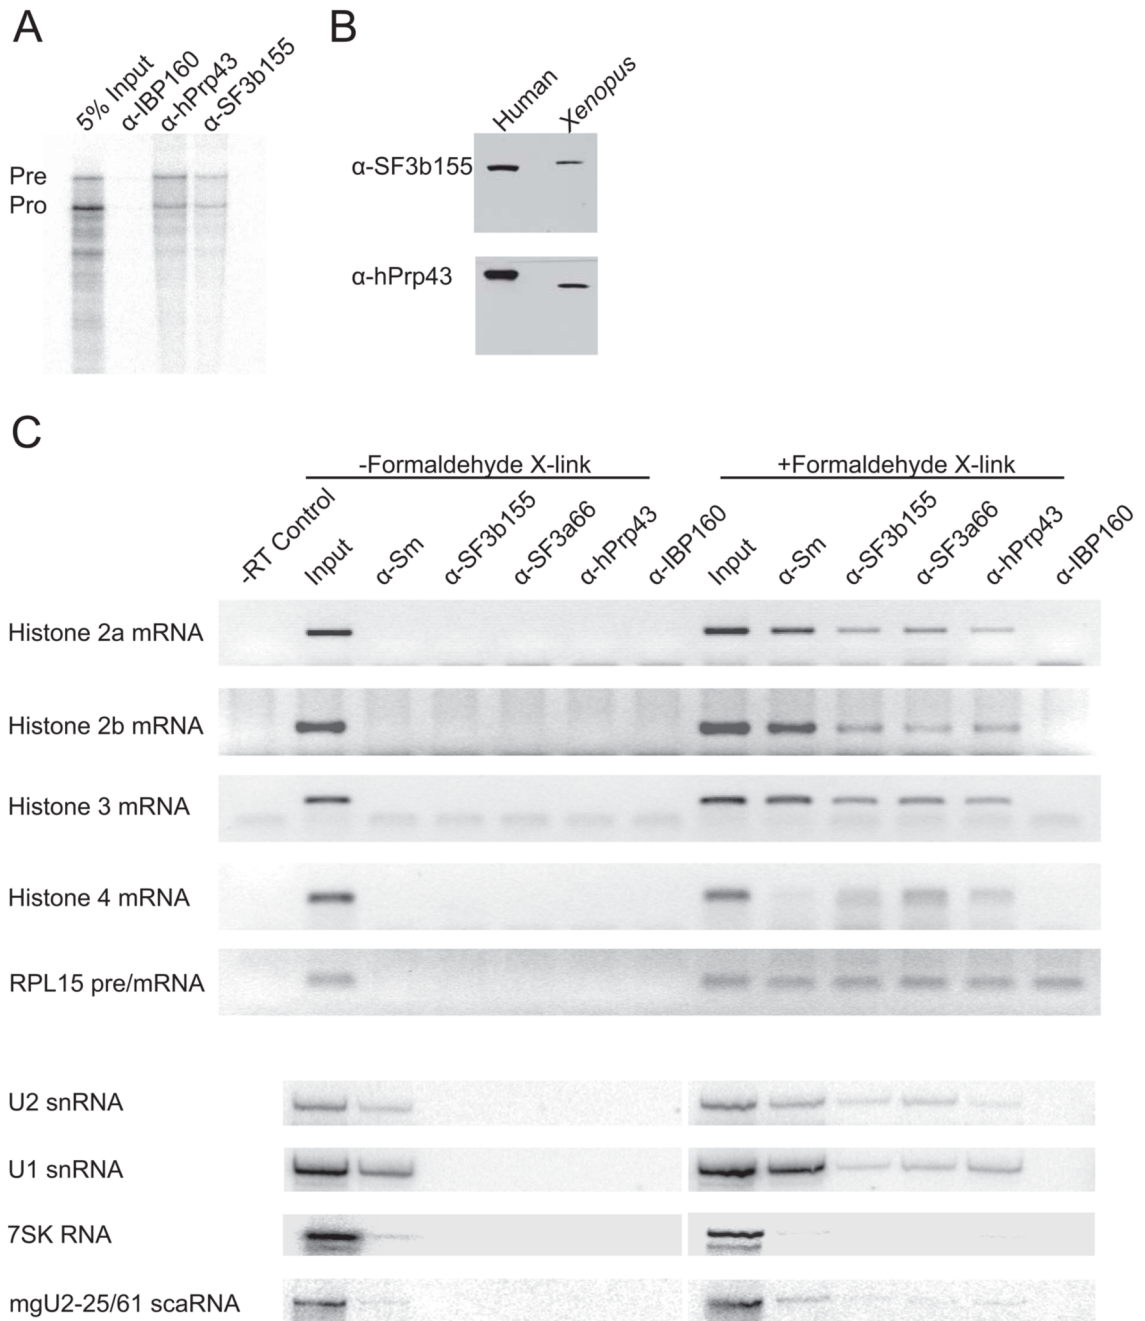 A
5% Input
α-IBP160
α-hPrp43
α-SF3b155
Pre
Pro
B
Human
Xenopus
α-SF3b155
α-hPrp43
C
-Formaldehyde X-link
+Formaldehyde X-link
-RT Control
Input
α-Sm
α-SF3b155
α-SF3a66
α-hPrp43
α-IBP160
Input
α-Sm
α-SF3b155
α-SF3a66
α-hPrp43
α-IBP160
Histone 2a mRNA
Histone 2b mRNA
Histone 3 mRNA
Histone 4 mRNA
RPL15 pre/mRNA
U2 snRNA
U1 snRNA
7SK RNA
mgU2-25/61 scaRNA